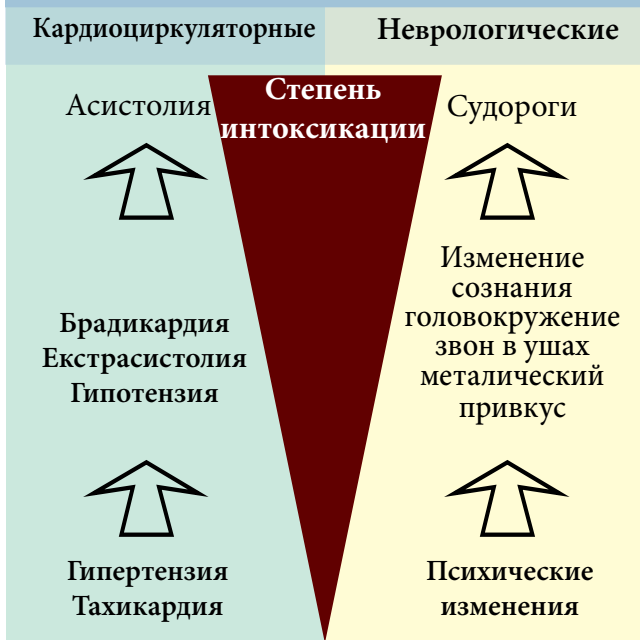 Кардиоциркуляторные
Неврологические
Степень
интоксикации
Асистолия
Судороги
Брадикардия
Екстрасистолия
Гипотензия
Изменение
сознания
головокружение
звон в ушах
металический
привкус
Гипертензия
Тахикардия
Психические
изменения